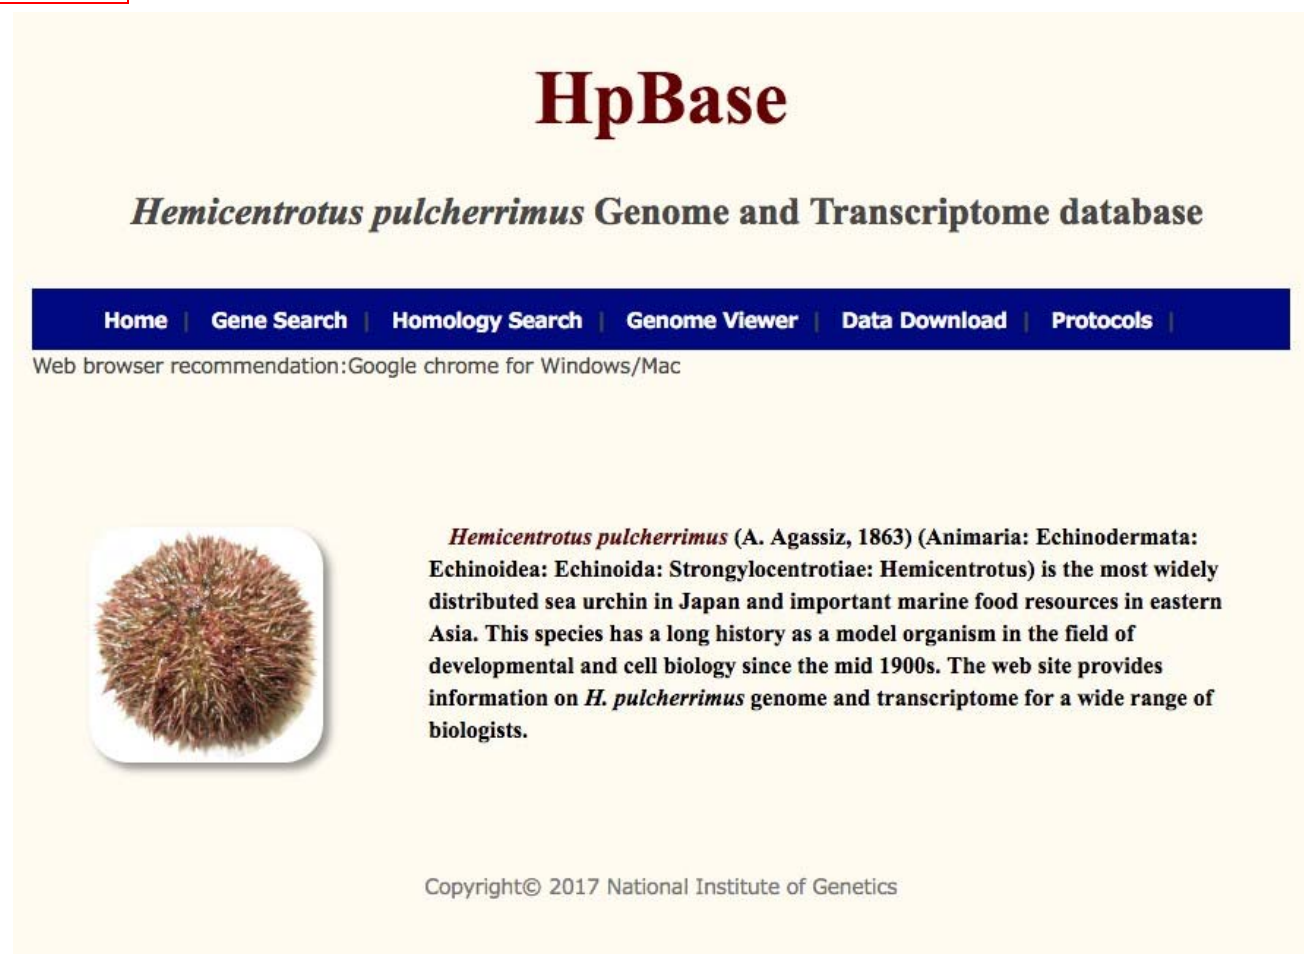 HpBase
Hemicentrotus pulcherrimus Genome and Transcriptome database
Home | Gene Search | Homology Search | Genome Viewer | Data Download | Protocols |
Web browser recommendation:Google chrome for Windows/Mac
Hemicentrotus pulcherrimus (A. Agassiz, 1863) (Animaria: Echinodermata:
Echinoidea: Echinoida: Strongylocentrotiae: Hemicentrotus) is the most widely
distributed sea urchin in Japan and important marine food resources in eastern
Asia. This species has a long history as a model organism in the field of
developmental and cell biology since the mid 1900s. The web site provides
information on H. pulcherrimus genome and transcriptome for a wide range of
biologists.
Copyright© 2017 National Institute of Genetics